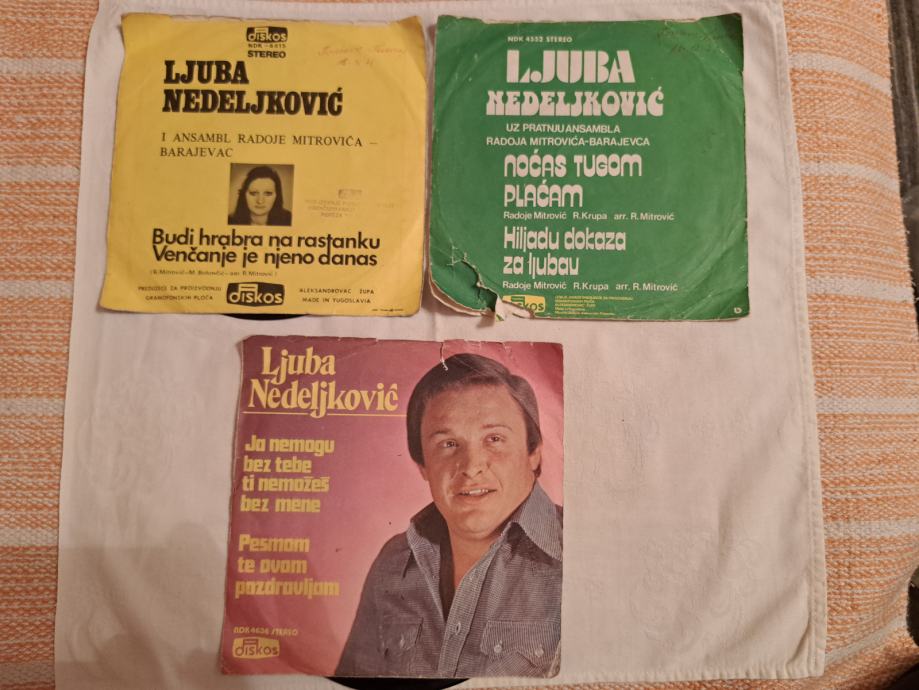 diskos
STEREO
LJUBA
NEDELJKOVIĆ
I ANSAMBL RADOJE MITROVIĆA –
BARAJEVAC
Budi hrabra na rastanku
Venčanje je njeno danas
PREDUZEĆE ZA PROIZVODNJU
GRAMOFONSKIH PLOČA
diskos
ALEKSANDROVAC ŽUPA
MADE IN YUGOSLAVIA
NDK 4552 STEREO
LJUBA
NEDELJKOVIĆ
UZ PRATNJU ANSAMBLA
RADOJA MITROVIĆA-BARAJEVCA
NOĆAS TUGOM
PLAĆAM
Radoje Mitrović R.Krupa arr. R.Mitrović
Hiljadu dokaza
za ljubav
Radoje Mitrović R.Krupa arr. R.Mitrović
diskos
Ljuba
Nedeljković
Ja nemogu
bez tebe
ti nemožeš
bez mene
Pesmom
te ovom
pozdravljam
NDK 4636 STEREO
diskos